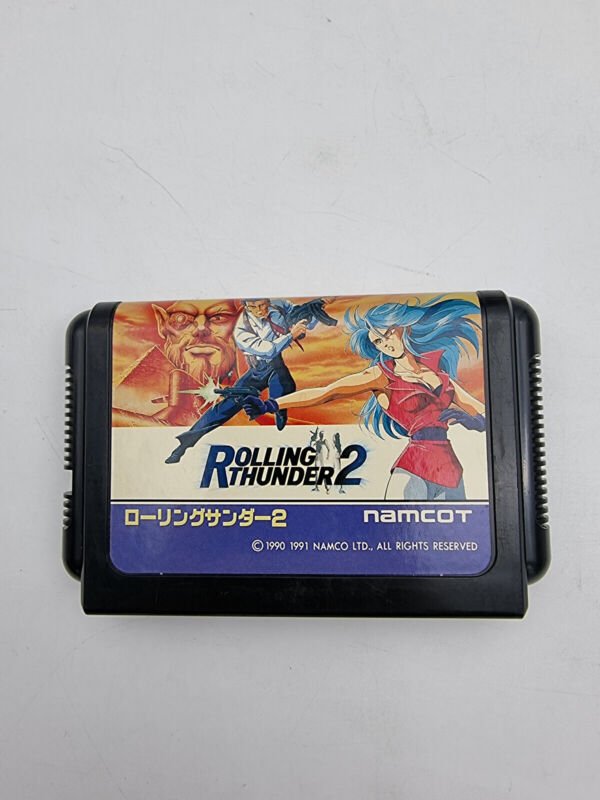 ROLLING
THUNDER 2
ローリングサンダー2
namcoT
© 1990 1991 NAMCO LTD., ALL RIGHTS RESERVED